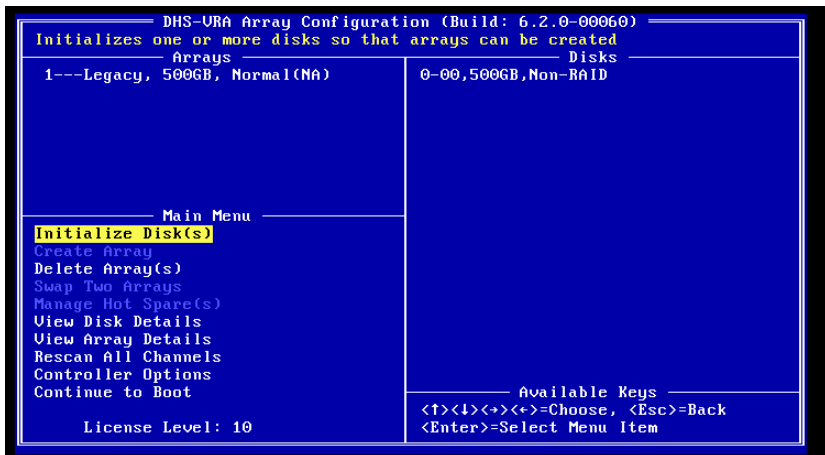 DHS-VRA Array Configuration (Build: 6.2.0-00060)
Initializes one or more disks so that arrays can be created
Arrays
1---Legacy, 500GB, Normal(NA)
Disks
0-00,500GB,Non-RAID
Main Menu
Initialize Disk(s)
Create Array
Delete Array(s)
Swap Two Arrays
Manage Hot Spare(s)
View Disk Details
View Array Details
Rescan All Channels
Controller Options
Continue to Boot
License Level: 10
Available Keys
<↑><↓><→><←>=Choose, <Esc>=Back
<Enter>=Select Menu Item